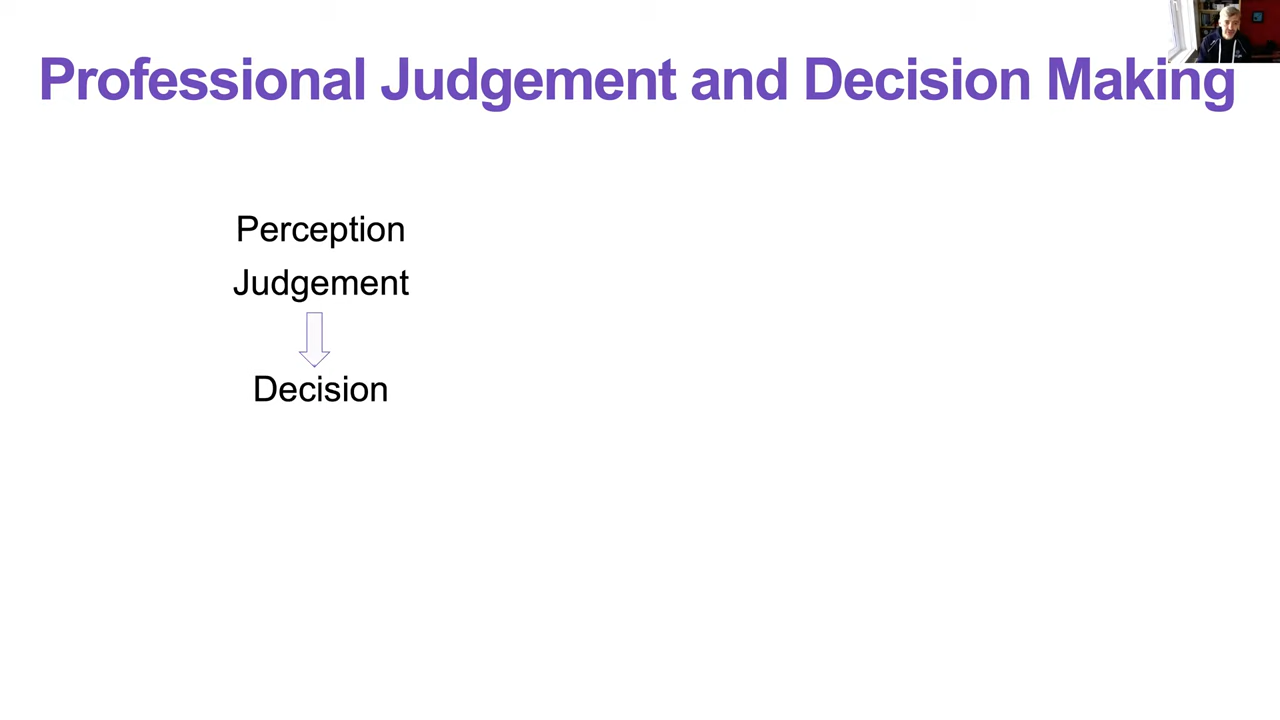 Professional Judgement and Decision Making
Perception
Judgement
Decision